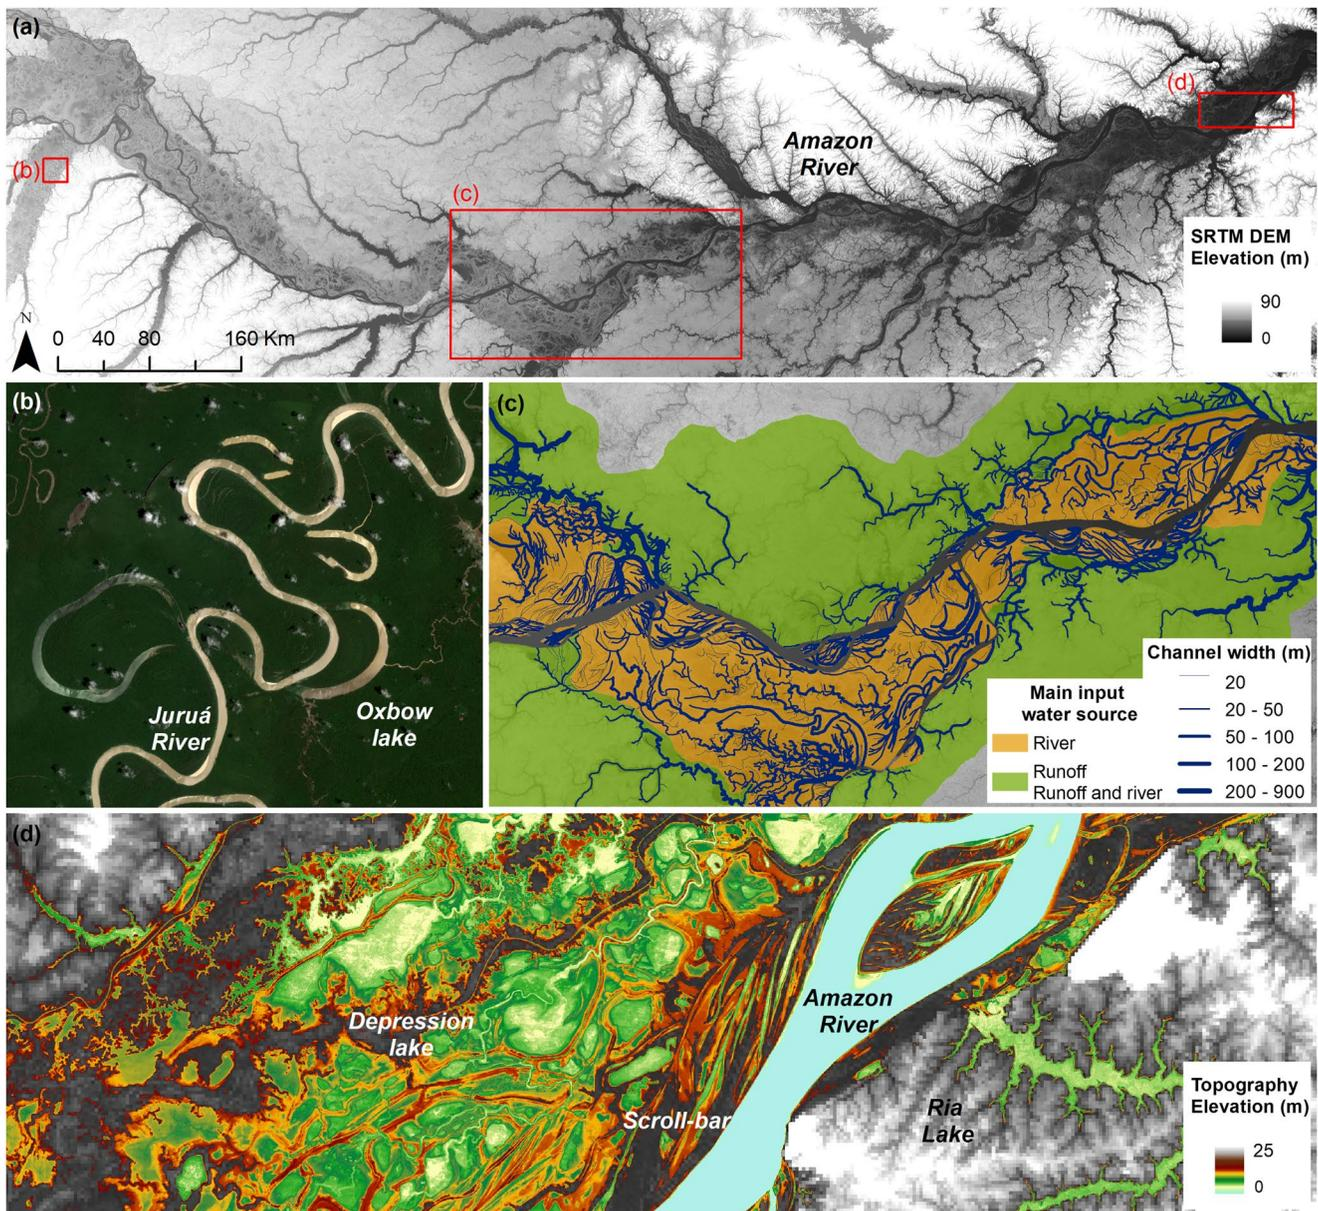 (a)
(d)
Amazon
River
(b)
(c)
SRTM DEM
Elevation (m)
90
0
N
0 40 80 160 Km
(b)
Juruá
River
Oxbow
lake
(c)
Main input
water source
River
Runoff
Runoff and river
Channel width (m)
20
20 - 50
50 - 100
100 - 200
200 - 900
(d)
Depression
lake
Amazon
River
Scroll-bar
Ria
Lake
Topography
Elevation (m)
25
0